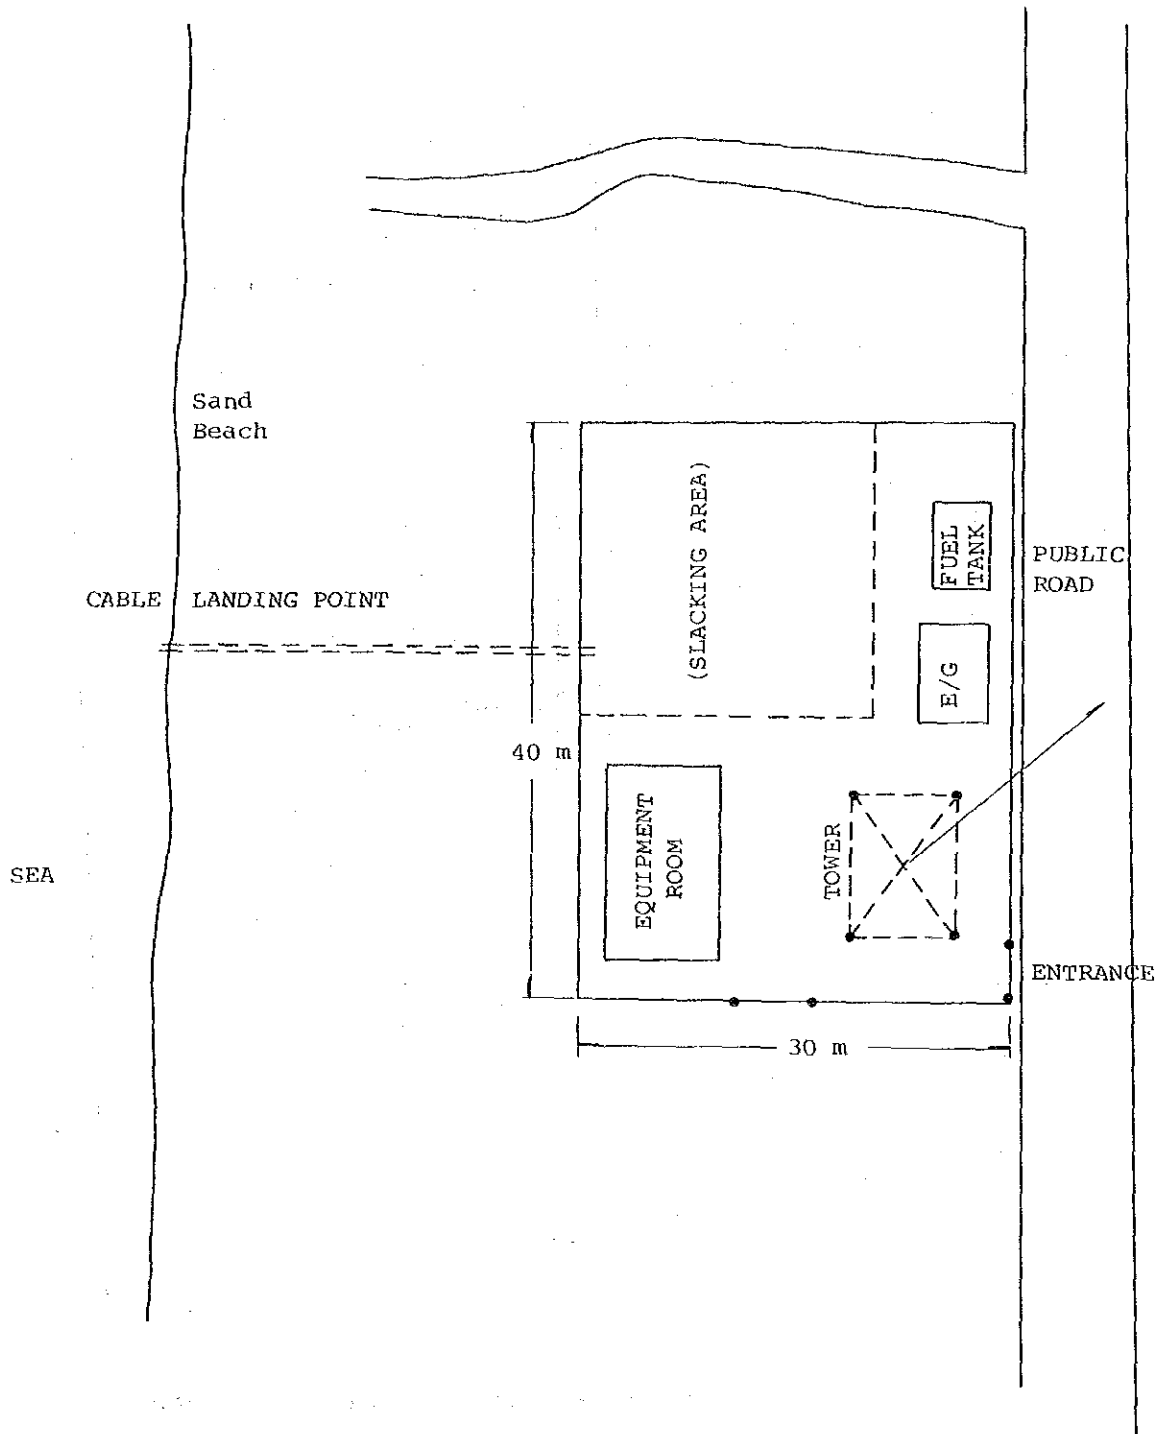 Sand
Beach
(SLACKING AREA)
FUEL
TANK
PUBLIC
ROAD
CABLE LANDING POINT
E/G
40 m
EQUIPMENT
ROOM
TOWER
SEA
ENTRANCE
30 m